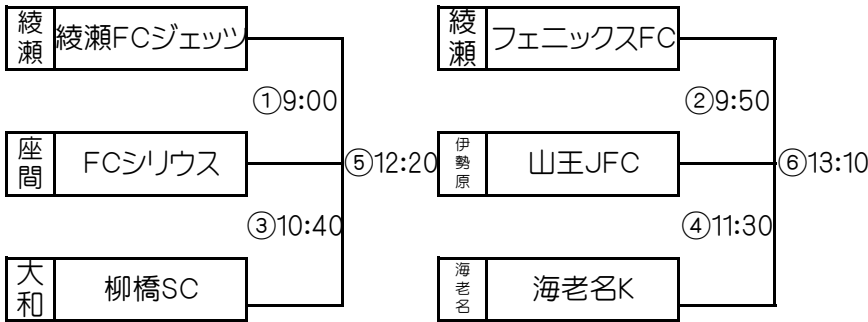 綾瀬 綾瀬FCジェッツ
①9:00
座間 FCシリウス
⑤12:20
③10:40
大和 柳橋SC
綾瀬 フェニックスFC
②9:50
伊勢原 山王JFC
⑥13:10
④11:30
海老名 海老名K